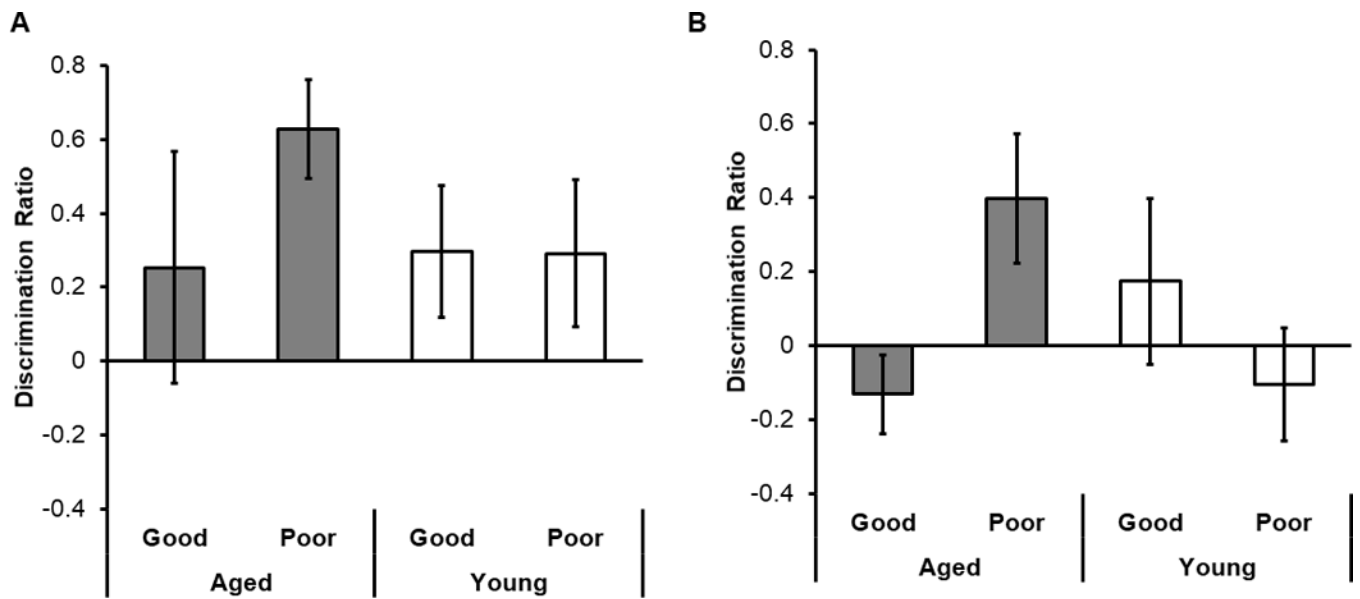 A
Discrimination Ratio
0.8
0.6
0.4
0.2
0
-0.2
-0.4
Good Poor Good Poor
Aged Young
B
Discrimination Ratio
0.8
0.6
0.4
0.2
0
-0.2
-0.4
Good Poor Good Poor
Aged Young